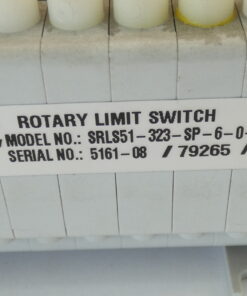 ROTARY LIMIT SWITCH
MODEL NO.: SRLS51-323-SP-6-0-
SERIAL NO.: 5161-08 / 79265 /